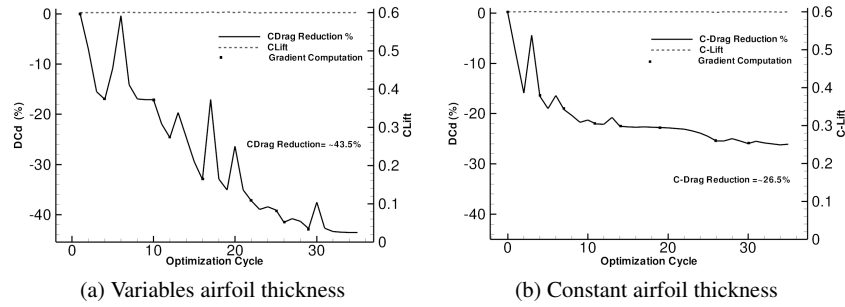 0
-10
-20
-30
-40
DCd (%)
0 10 20 30
Optimization Cycle
0.6
0.5
0.4
0.3
0.2
0.1
0
CLift
CDrag Reduction %
CLift
Gradient Computation
CDrag Reduction= ~43.5%
(a) Variables airfoil thickness
0
-10
-20
-30
-40
DCd (%)
0 10 20 30
Optimization Cycle
0.6
0.5
0.4
0.3
0.2
0.1
0
C-Lift
C-Drag Reduction %
C-Lift
Gradient Computation
C-Drag Reduction =~26.5%
(b) Constant airfoil thickness